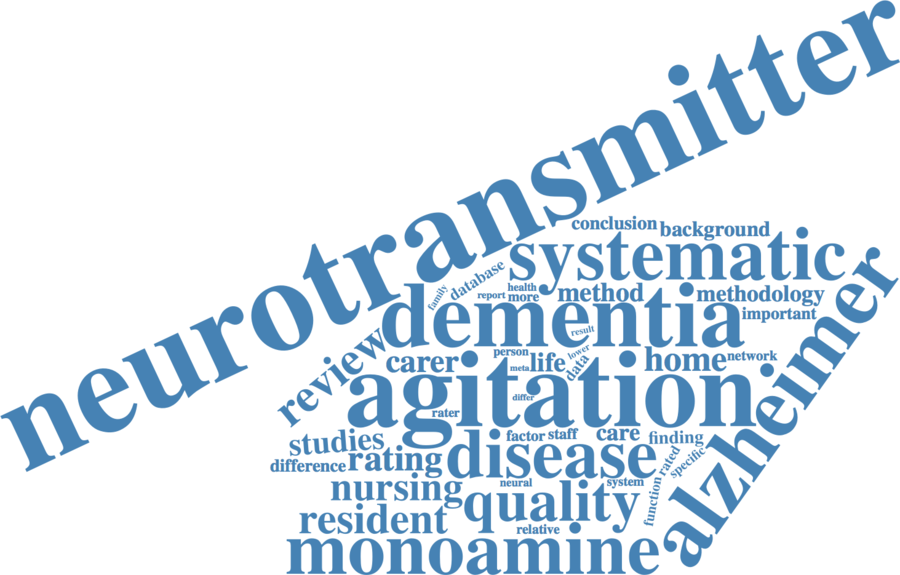 neurotransmitter
conclusion
background
systematic
database
family
health
report
more
method
methodology
dementia
important
result
review
carer
person
meta
life
lower
data
home
network
agitation
differ
rater
alzheimer
studies
factor
staff
care
finding
difference
rating
disease
rated
specific
nursing
neural
system
function
quality
resident
relative
monoamine